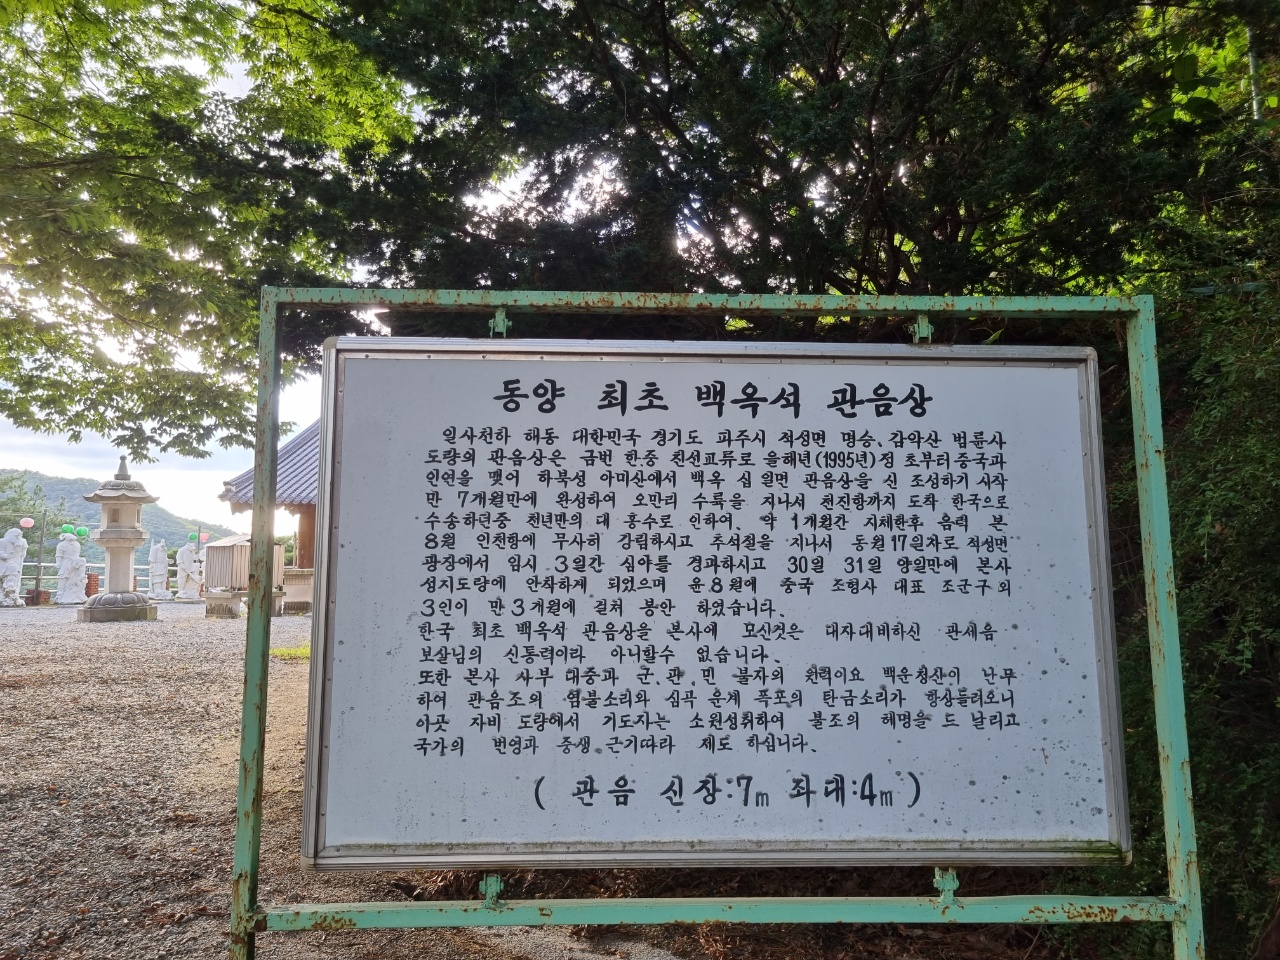 동양 최초 백옥석 관음상
일사천하 해동 대한민국 경기도 파주시 적성면 명승、감악산 범륜사
도량의 관음상은 금번 한.중 친선교류로 을해년(1995년)정 초부터중국과
인연을 맺어 하북성 아미산에서 백옥 십 일면 관음상을 신 조성하기 시작
만 7개월만에 완성하여 오만리 수륙을 지나서 천진항까지 도착 한국으로
수송하던중 천년만의 대 홍수로 인하여、 약 1개월간 지체한후 음력 본
8월 인천항에 무사히 강림하시고 추석절을 지나서 동월17일차로 적성면
광장에서 임시 3일간 심야를 경과하시고 30일 31일 양일만에 본사
성지도량에 안착하게 되었으며 윤8월에 중국 조형사 대표 조군구외
3인이 만3개월에 걸쳐 봉안 하였습니다.
한국 최초 백옥석 관음상을 본사에 모신것은 대자대비하신 관세음
보살님의 신통력이라 아니할수 없습니다.
또한 본사 사부 대중과 군.관.민 불자의 원력이요 백운청산이 난무
하여 관음조의 염불소리와 심곡 운계 폭포의 탄금소리가 항상들려오니
이곳 자비 도량에서 기도자는 소원성취하여 불조의 혜명을 드 날리고
국가의 번영과 중생 근기따라 제도 하십니다.
( 관음 신장:7m 좌대:4m )